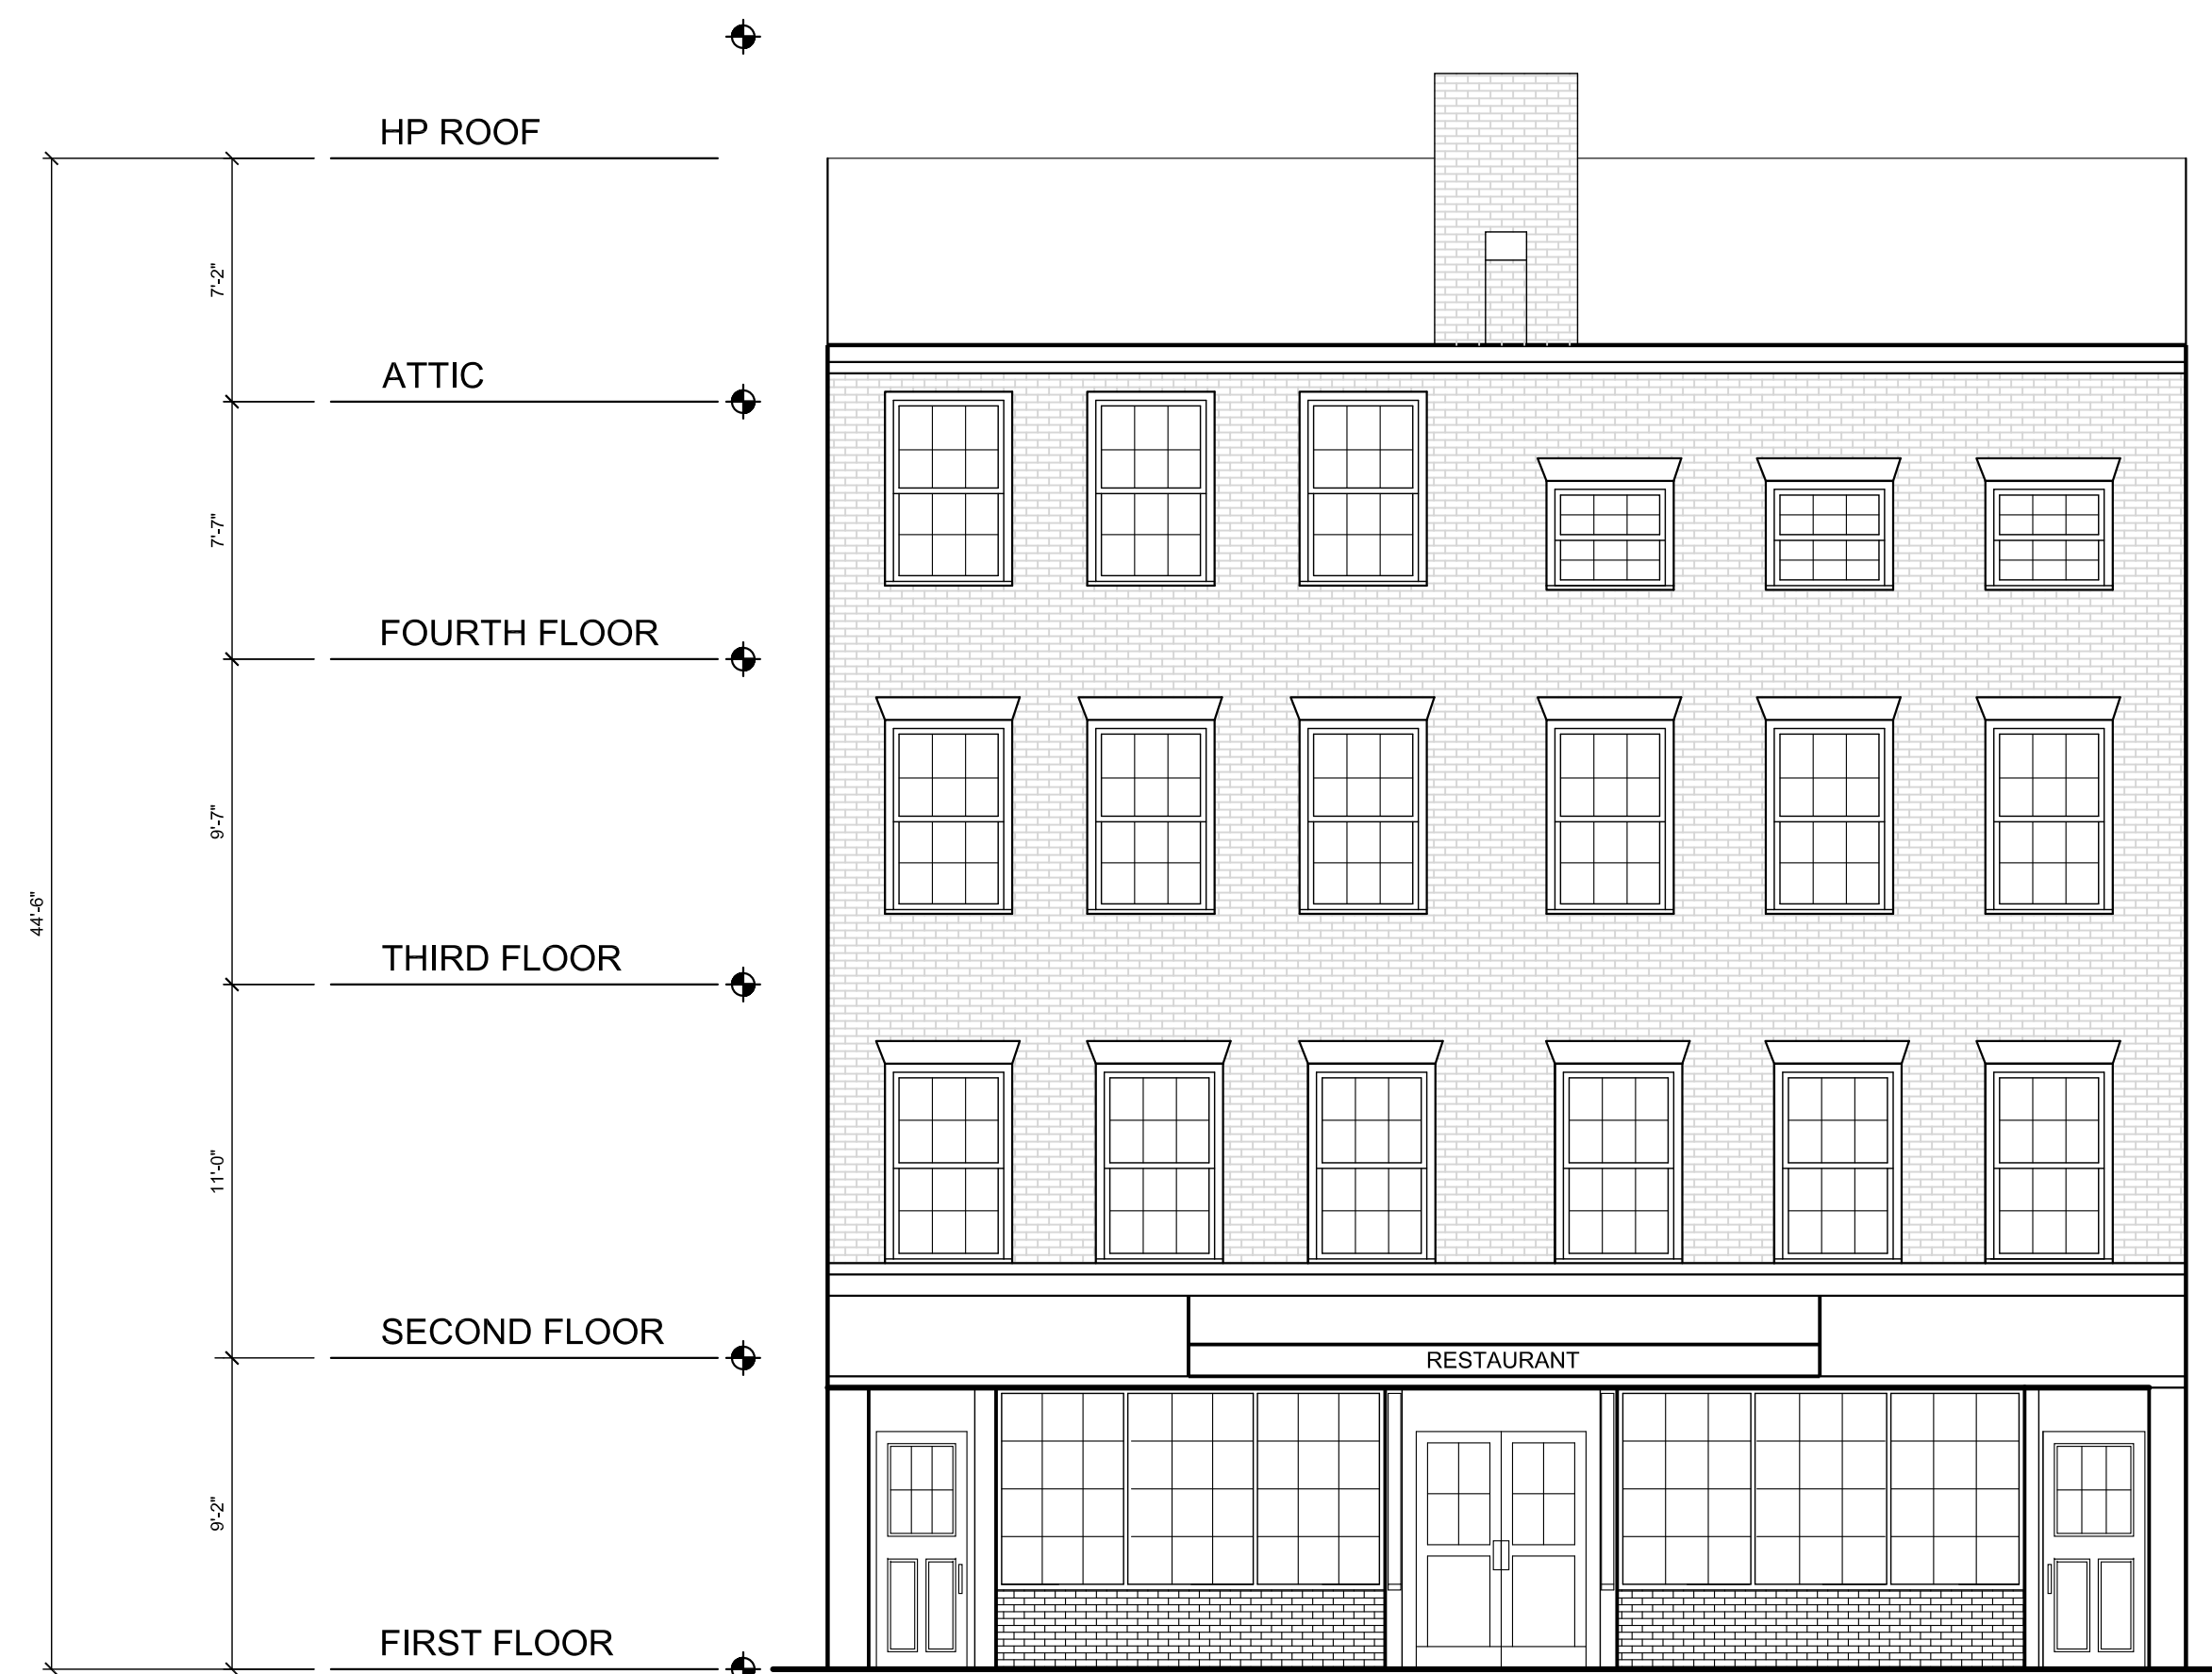 HP ROOF
7'-2"
ATTIC
7'-7"
FOURTH FLOOR
9'-7"
44'-6"
THIRD FLOOR
11'-0"
SECOND FLOOR
RESTAURANT
9'-2"
FIRST FLOOR